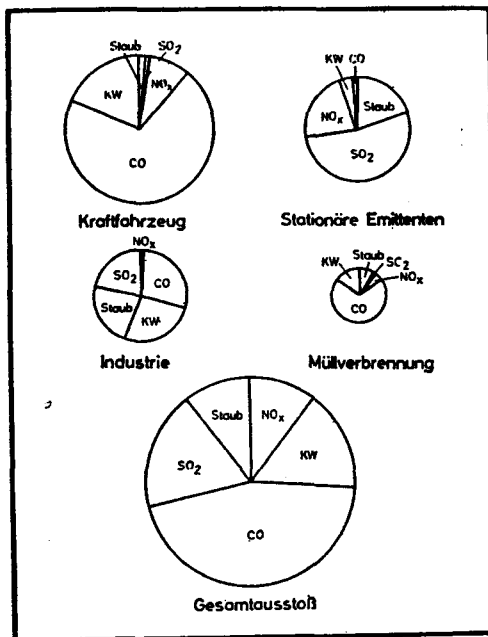 Staub SO2
KW NOx
CO
Kraftfahrzeug
KW CO
NOx Staub
SO2
Stationäre Emittenten
NOx
SO2 CO
Staub KW
Industrie
KW Staub SC2
NOx
CO
Müllverbrennung
Staub NOx
SO2 KW
CO
Gesamtausstoß